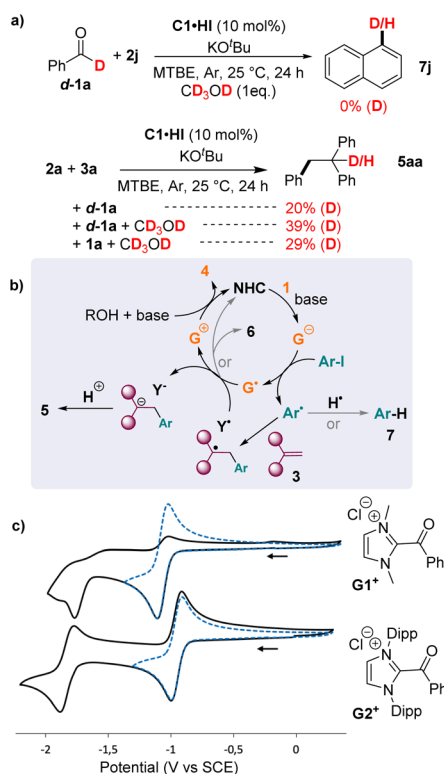 a)
O
Ph
D
d-1a
+ 2j
C1•HI (10 mol%)
KOᵗBu
MTBE, Ar, 25 °C, 24 h
CD₃OD (1eq.)
D/H
7j
0% (D)
2a + 3a
C1•HI (10 mol%)
KOᵗBu
MTBE, Ar, 25 °C, 24 h
Ph
D/H
Ph
Ph
5aa
+ d-1a ---------------- 20% (D)
+ d-1a + CD₃OD -------- 39% (D)
+ 1a + CD₃OD ---------- 29% (D)
b)
4
NHC
1
base
ROH + base
6
G⊕
G⊖
or
Ar-I
G•
H⊕
Y⁻
5
⊖
Ar
Y•
Ar•
H•
or
Ar-H
7
•
Ar
3
c)
Cl⊖
N
+
O
N
Ph
G1⁺
Dipp
Cl⊖
N
+
O
N
Ph
Dipp
G2⁺
-2
-1,5
-1
-0,5
0
Potential (V vs SCE)